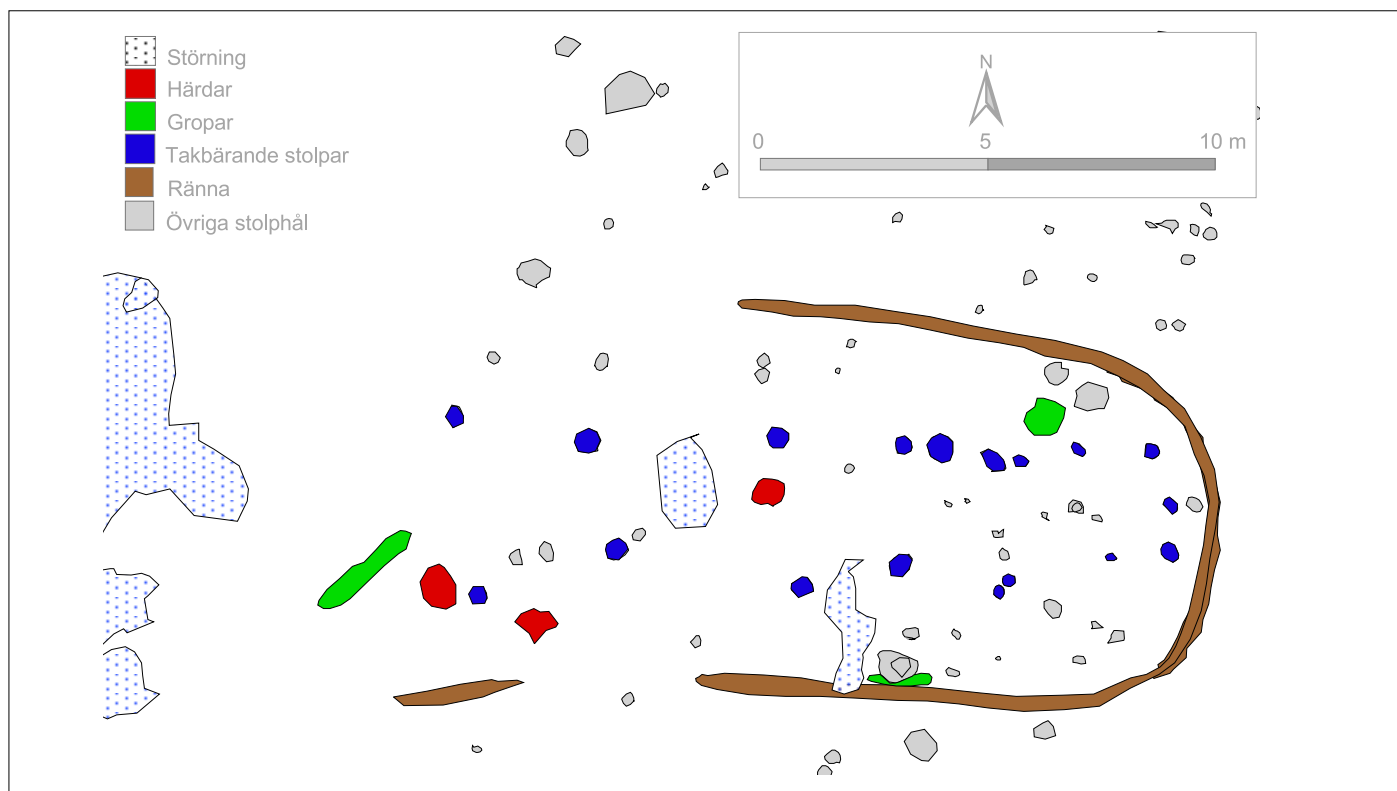 Störning
Härdar
Gropar
Takbärande stolpar
Ränna
Övriga stolphål
N
0 5 10 m